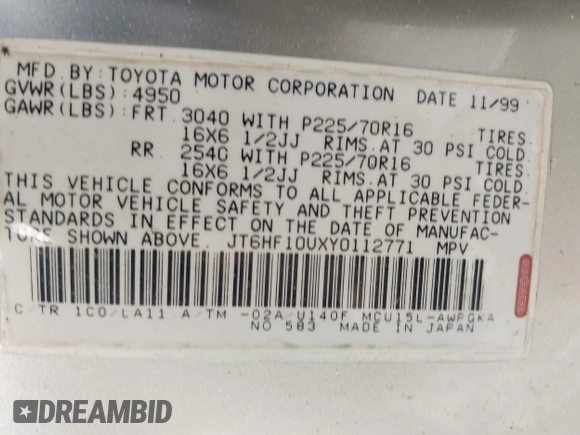 MFD. BY: TOYOTA MOTOR CORPORATION DATE 11/99
GVWR(LBS): 4950
GAWR(LBS): FRT 3040 WITH P225/70R16 TIRES.
16X6 1/2JJ RIMS. AT 30 PSI COLD.
RR 2540 WITH P225/70R16 TIRES.
16X6 1/2JJ RIMS. AT 30 PSI COLD.
THIS VEHICLE CONFORMS TO ALL APPLICABLE FEDER-
AL MOTOR VEHICLE SAFETY AND THEFT PREVENTION
STANDARDS IN EFFECT ON THE DATE OF MANUFAC-
TURE SHOWN ABOVE. JT6HF10UXY0112771 MPV
C/TR 1C0/LA11 A/TM -02A/U140F MCU15L-AWPGKA
NO 583 MADE IN JAPAN
DREAMBID